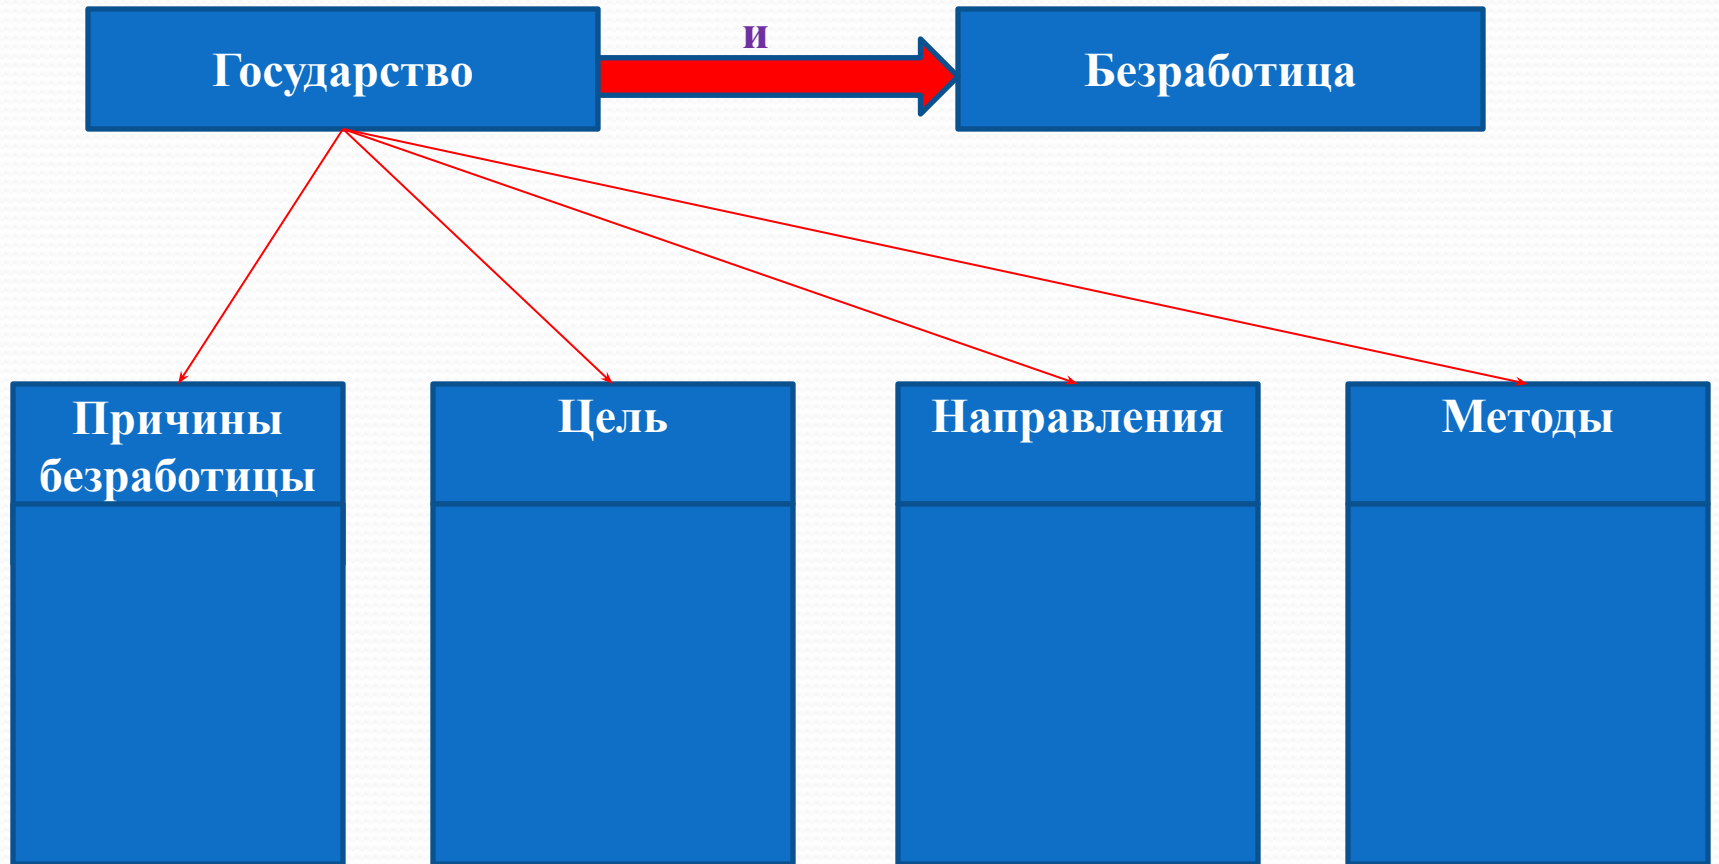 Государство
и
Безработица
Причины
безработицы
Цель
Направления
Методы